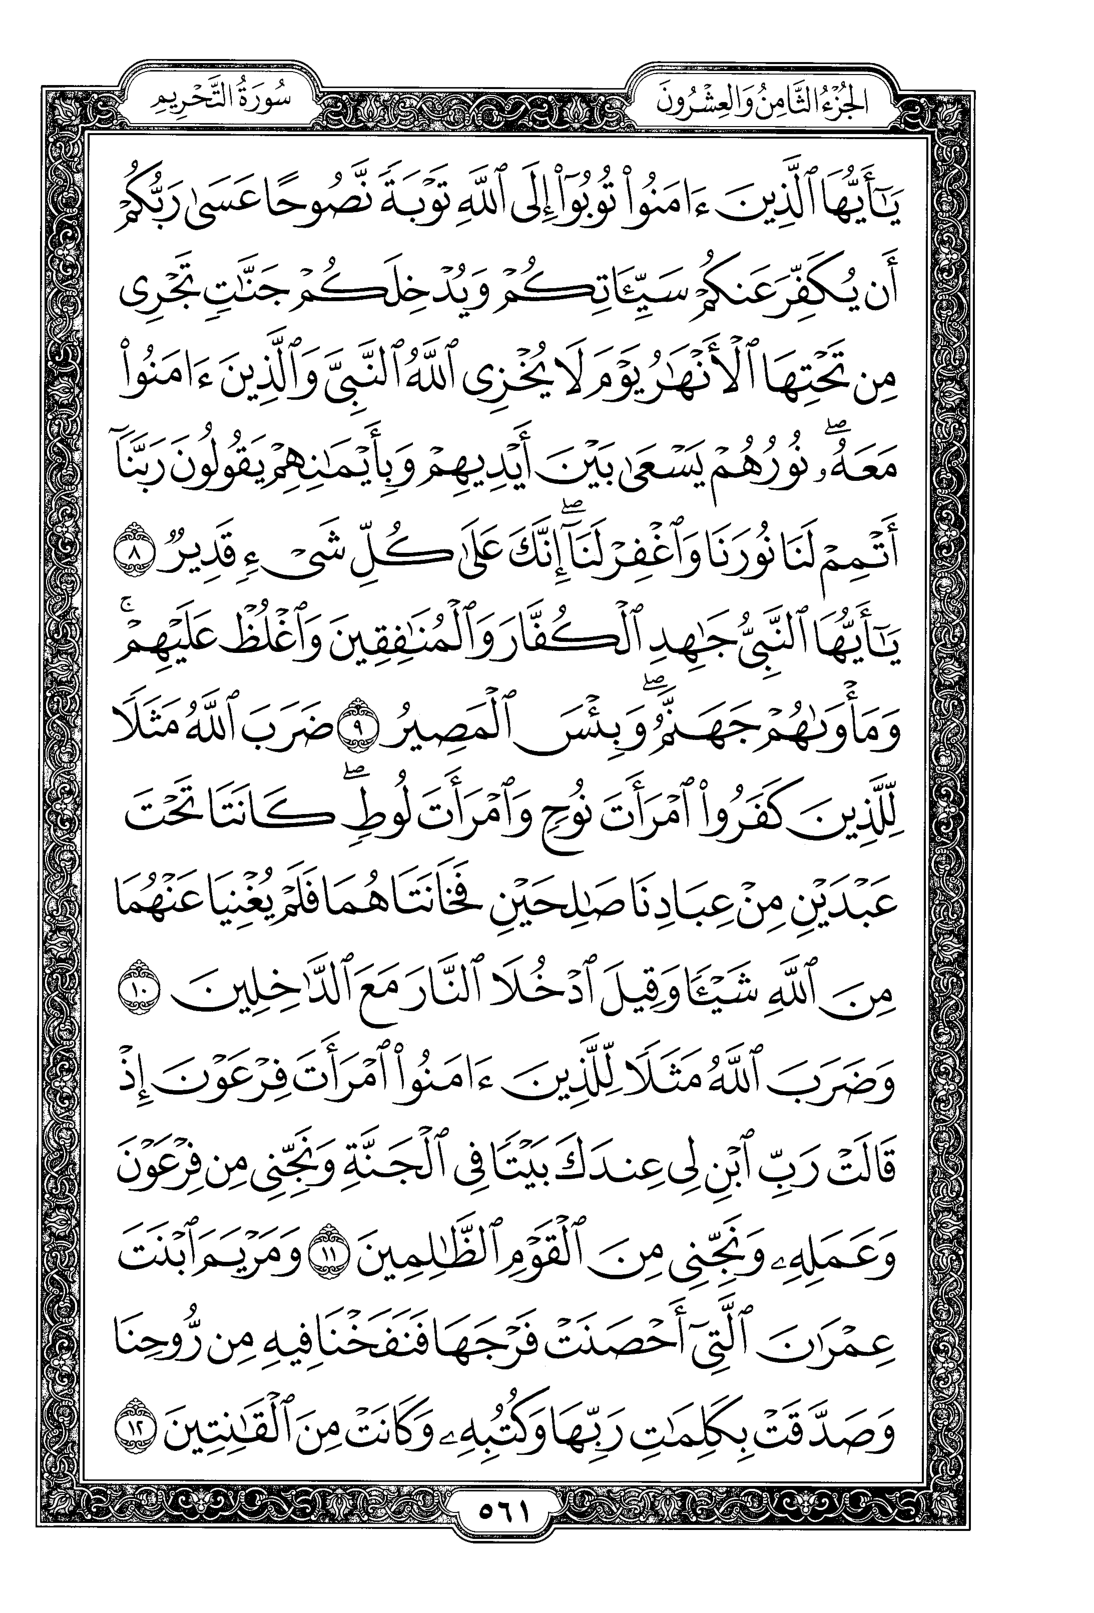 الجُزْءُ الثَّامِنُ وَالعِشْرُونَ
سُورَةُ التَّحْرِيمِ
يَـٰٓأَيُّهَا ٱلَّذِينَ ءَامَنُوا۟ تُوبُوٓا۟ إِلَى ٱللَّهِ تَوْبَةً نَّصُوحًا عَسَىٰ رَبُّكُمْ
أَن يُكَفِّرَ عَنكُمْ سَيِّـَٔاتِكُمْ وَيُدْخِلَكُمْ جَنَّـٰتٍ تَجْرِى
مِن تَحْتِهَا ٱلْأَنْهَـٰرُ يَوْمَ لَا يُخْزِى ٱللَّهُ ٱلنَّبِىَّ وَٱلَّذِينَ ءَامَنُوا۟
مَعَهُۥ ۖ نُورُهُمْ يَسْعَىٰ بَيْنَ أَيْدِيهِمْ وَبِأَيْمَـٰنِهِمْ يَقُولُونَ رَبَّنَآ
أَتْمِمْ لَنَا نُورَنَا وَٱغْفِرْ لَنَآ ۖ إِنَّكَ عَلَىٰ كُلِّ شَىْءٍ قَدِيرٌ ٨
يَـٰٓأَيُّهَا ٱلنَّبِىُّ جَـٰهِدِ ٱلْكُفَّارَ وَٱلْمُنَـٰفِقِينَ وَٱغْلُظْ عَلَيْهِمْ ۚ
وَمَأْوَىٰهُمْ جَهَنَّمُ ۖ وَبِئْسَ ٱلْمَصِيرُ ٩ ضَرَبَ ٱللَّهُ مَثَلًا
لِّلَّذِينَ كَفَرُوا۟ ٱمْرَأَتَ نُوحٍ وَٱمْرَأَتَ لُوطٍ ۖ كَانَتَا تَحْتَ
عَبْدَيْنِ مِنْ عِبَادِنَا صَـٰلِحَيْنِ فَخَانَتَاهُمَا فَلَمْ يُغْنِيَا عَنْهُمَا
مِنَ ٱللَّهِ شَيْـًٔا وَقِيلَ ٱدْخُلَا ٱلنَّارَ مَعَ ٱلدَّٰخِلِينَ ١٠
وَضَرَبَ ٱللَّهُ مَثَلًا لِّلَّذِينَ ءَامَنُوا۟ ٱمْرَأَتَ فِرْعَوْنَ إِذْ
قَالَتْ رَبِّ ٱبْنِ لِى عِندَكَ بَيْتًا فِى ٱلْجَنَّةِ وَنَجِّنِى مِن فِرْعَوْنَ
وَعَمَلِهِۦ وَنَجِّنِى مِنَ ٱلْقَوْمِ ٱلظَّـٰلِمِينَ ١١ وَمَرْيَمَ ٱبْنَتَ
عِمْرَٰنَ ٱلَّتِىٓ أَحْصَنَتْ فَرْجَهَا فَنَفَخْنَا فِيهِ مِن رُّوحِنَا
وَصَدَّقَتْ بِكَلِمَـٰتِ رَبِّهَا وَكُتُبِهِۦ وَكَانَتْ مِنَ ٱلْقَـٰنِتِينَ ١٢
٥٦١